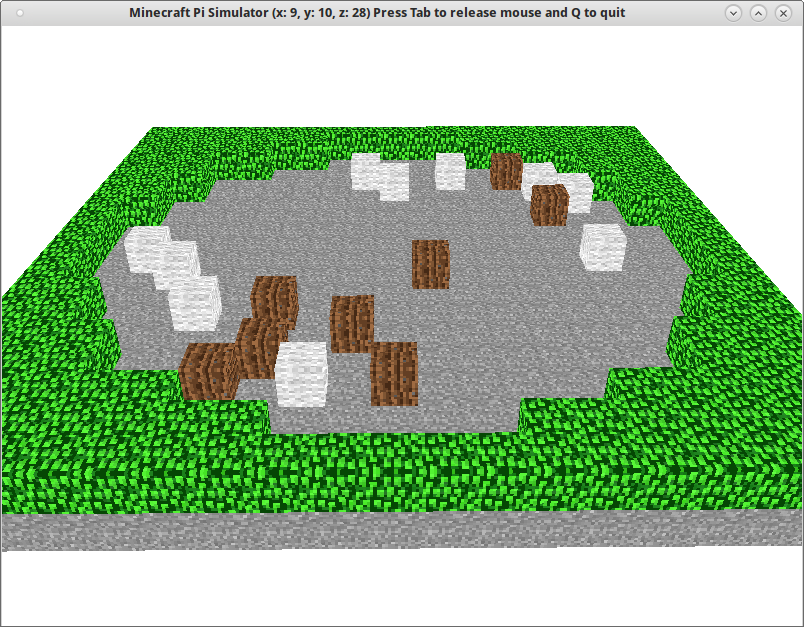 Minecraft Pi Simulator (x: 9, y: 10, z: 28) Press Tab to release mouse and Q to quit